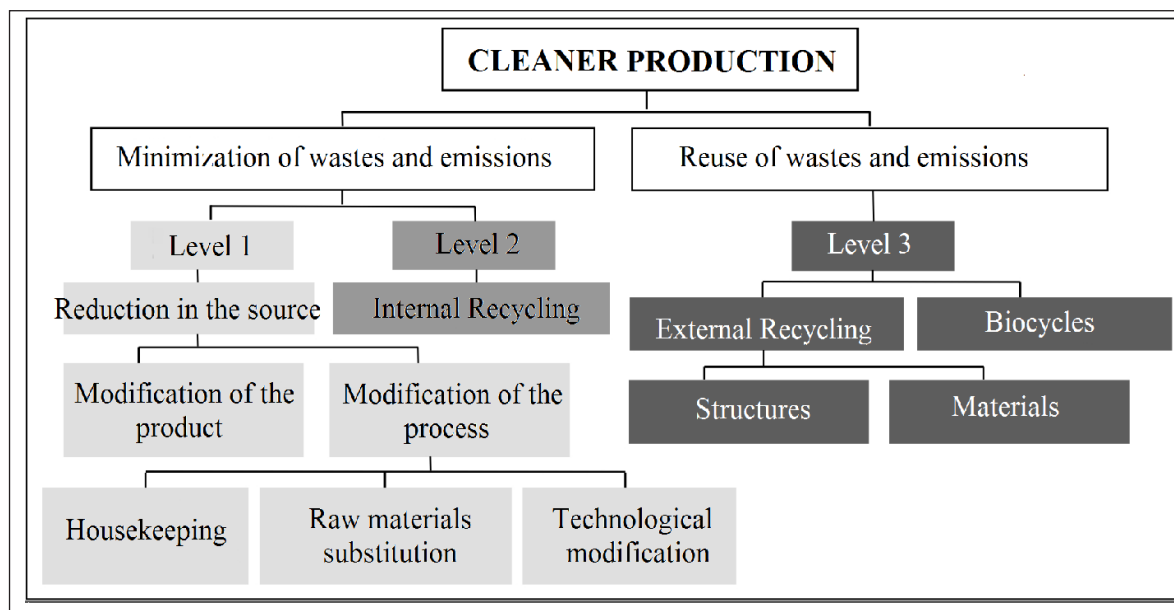 CLEANER PRODUCTION
Minimization of wastes and emissions
Reuse of wastes and emissions
Level 1
Level 2
Level 3
Reduction in the source
Internal Recycling
External Recycling
Biocycles
Modification of the
product
Modification of the
process
Structures
Materials
Housekeeping
Raw materials
substitution
Technological
modification